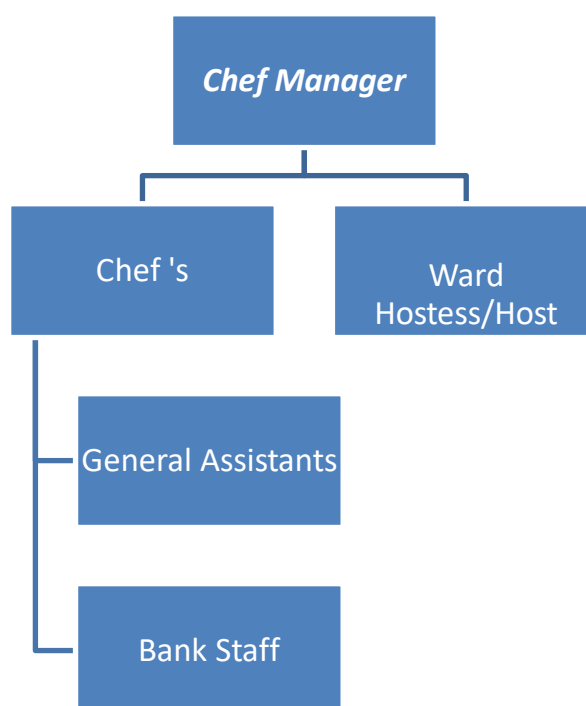 Chef Manager
Chef 's
Ward
Hostess/Host
General Assistants
Bank Staff